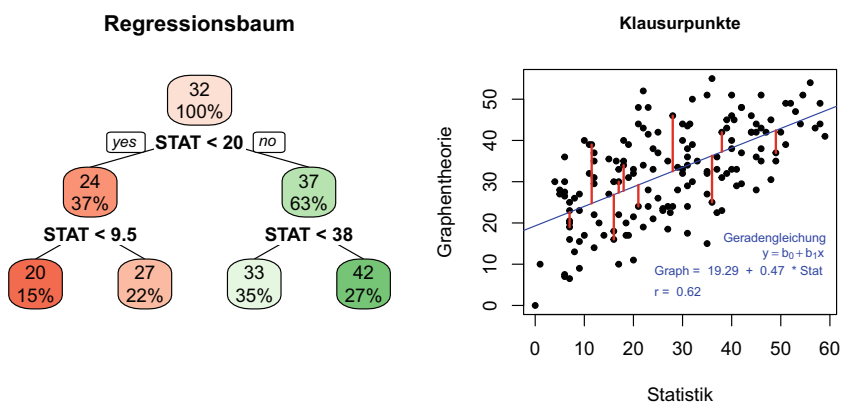 Regressionsbaum
32
100%
yes STAT < 20 no
24
37%
37
63%
STAT < 9.5
STAT < 38
20
15%
27
22%
33
35%
42
27%
Klausurpunkte
Graphentheorie
50
40
30
20
10
0
Geradengleichung
y = b₀ + b₁x
Graph = 19.29 + 0.47 * Stat
r = 0.62
0 10 20 30 40 50 60
Statistik